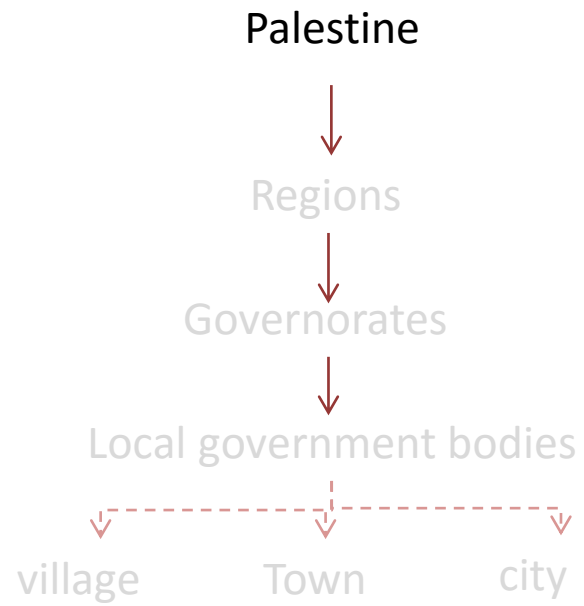 Palestine
Regions
Governorates
Local government bodies
village Town city